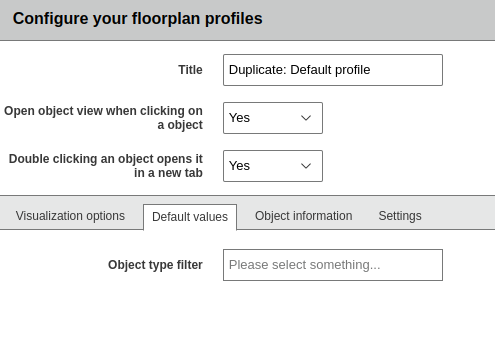 Configure your floorplan profiles
Title
Duplicate: Default profile
Open object view when clicking on
a object
Yes
Double clicking an object opens it
in a new tab
Yes
Visualization options Default values Object information Settings
Object type filter
Please select something...